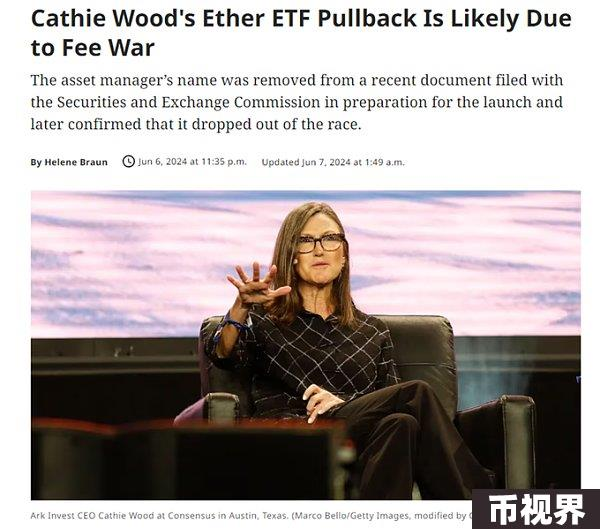 Cathie Wood's Ether ETF Pullback Is Likely Due
to Fee War
The asset manager's name was removed from a recent document filed with
the Securities and Exchange Commission in preparation for the launch and
later confirmed that it dropped out of the race.
By Helene Braun Jun 6, 2024 at 11:35 p.m. Updated Jun 7, 2024 at 1:49 a.m.
Ark Invest CEO Cathie Wood at Consensus in Austin, Texas. (Marco Bello/Getty Images, modified by
币视界